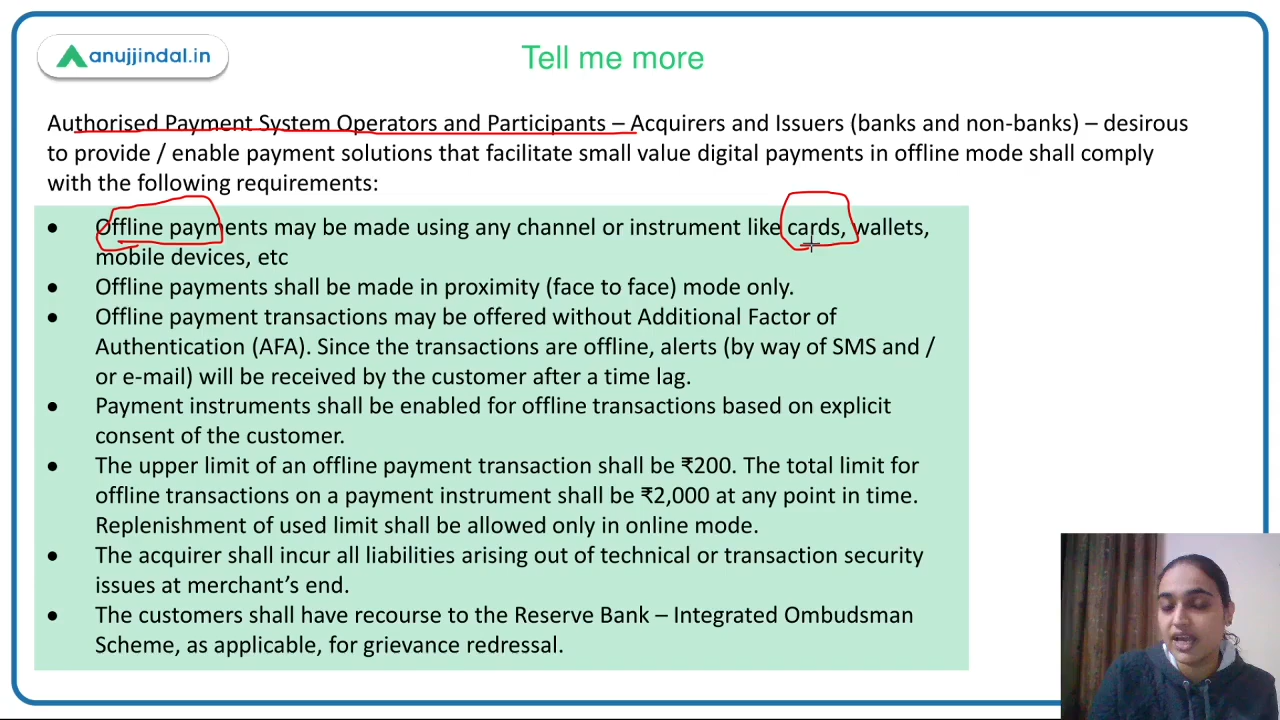 anujjindal.in
Tell me more
Authorised Payment System Operators and Participants – Acquirers and Issuers (banks and non-banks) – desirous
to provide / enable payment solutions that facilitate small value digital payments in offline mode shall comply
with the following requirements:
● Offline payments may be made using any channel or instrument like cards, wallets,
mobile devices, etc
● Offline payments shall be made in proximity (face to face) mode only.
● Offline payment transactions may be offered without Additional Factor of
Authentication (AFA). Since the transactions are offline, alerts (by way of SMS and /
or e-mail) will be received by the customer after a time lag.
● Payment instruments shall be enabled for offline transactions based on explicit
consent of the customer.
● The upper limit of an offline payment transaction shall be ₹200. The total limit for
offline transactions on a payment instrument shall be ₹2,000 at any point in time.
Replenishment of used limit shall be allowed only in online mode.
● The acquirer shall incur all liabilities arising out of technical or transaction security
issues at merchant’s end.
● The customers shall have recourse to the Reserve Bank – Integrated Ombudsman
Scheme, as applicable, for grievance redressal.